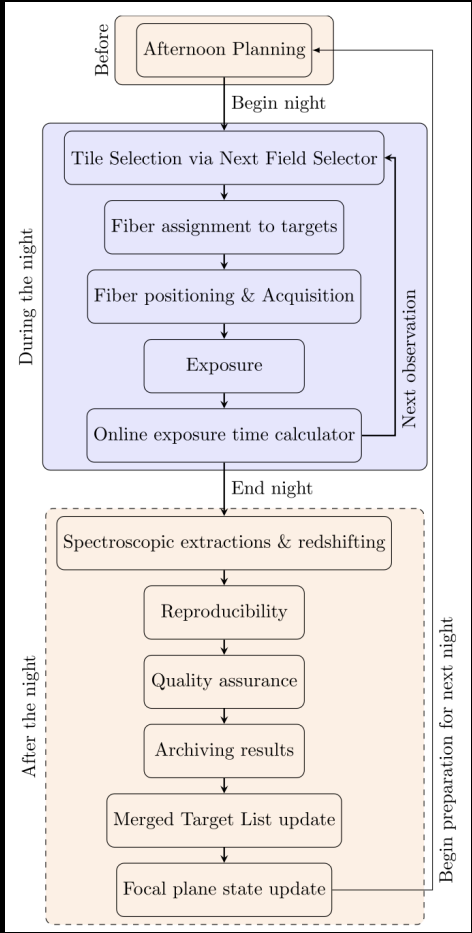 Before
Afternoon Planning
Begin night
During the night
Tile Selection via Next Field Selector
Fiber assignment to targets
Fiber positioning & Acquisition
Exposure
Online exposure time calculator
Next observation
End night
After the night
Spectroscopic extractions & redshifting
Reproducibility
Quality assurance
Archiving results
Merged Target List update
Focal plane state update
Begin preparation for next night